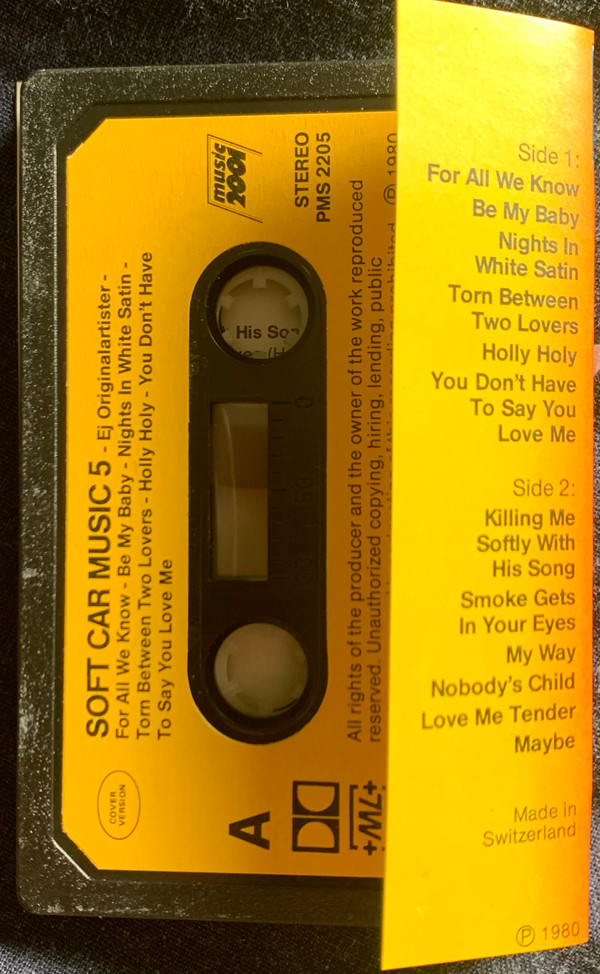 SOFT CAR MUSIC 5 - Ej Originalartister -
For All We Know - Be My Baby - Nights In White Satin -
Torn Between Two Lovers - Holly Holy - You Don't Have
To Say You Love Me
COVER
VERSION
A
music
2001
STEREO
PMS 2205
His So
0
50
All rights of the producer and the owner of the work reproduced
reserved. Unauthorized copying, hiring, lending, public
℗ 1980
Side 1:
For All We Know
Be My Baby
Nights In
White Satin
Torn Between
Two Lovers
Holly Holy
You Don't Have
To Say You
Love Me
Side 2:
Killing Me
Softly With
His Song
Smoke Gets
In Your Eyes
My Way
Nobody's Child
Love Me Tender
Maybe
Made in
Switzerland
℗ 1980